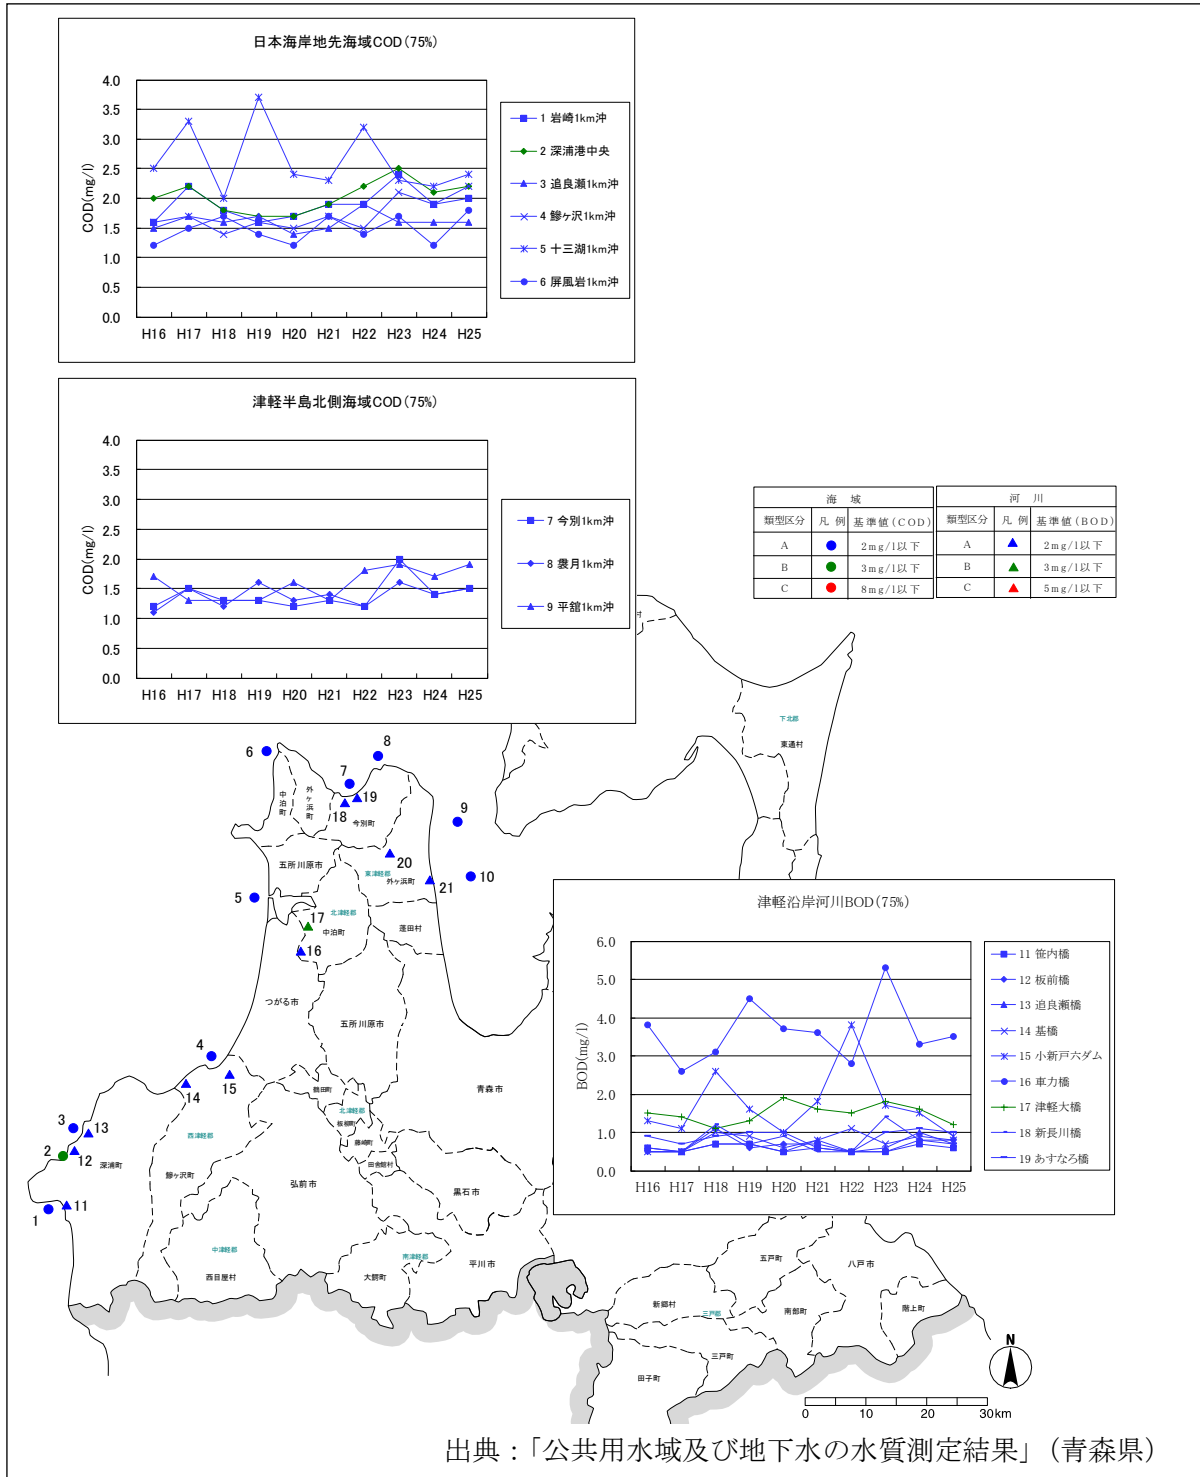 日本海岸地先海域COD(75%)
COD(mg/l)
4.0
3.5
3.0
2.5
2.0
1.5
1.0
0.5
0.0
H16 H17 H18 H19 H20 H21 H22 H23 H24 H25
1 岩崎1km沖
2 深浦港中央
3 追良瀬1km沖
4 鰺ヶ沢1km沖
5 十三湖1km沖
6 屏風岩1km沖
津軽半島北側海域COD(75%)
COD(mg/l)
4.0
3.5
3.0
2.5
2.0
1.5
1.0
0.5
0.0
H16 H17 H18 H19 H20 H21 H22 H23 H24 H25
7 今別1km沖
8 袰月1km沖
9 平舘1km沖
海 域
類型区分 凡 例 基準値(COD)
A 2mg/l以下
B 3mg/l以下
C 8mg/l以下
河 川
類型区分 凡 例 基準値(BOD)
A 2mg/l以下
B 3mg/l以下
C 5mg/l以下
村
下北郡
東通村
6
8
7
19
18
9
20
10
21
5
17
16
4
15
14
3
13
2
12
11
1
中泊町
外ヶ浜町
今別町
五所川原市
東津軽郡
外ヶ浜町
北津軽郡
中泊町
蓬田村
つがる市
五所川原市
青森市
鶴田町
北津軽郡
板柳町
藤崎町
田舎館村
西津軽郡
深浦町
鰺ヶ沢町
弘前市
黒石市
中津軽郡
西目屋村
南津軽郡
大鰐町
平川市
津軽沿岸河川BOD(75%)
BOD(mg/l)
6.0
5.0
4.0
3.0
2.0
1.0
0.0
H16 H17 H18 H19 H20 H21 H22 H23 H24 H25
11 笹内橋
12 板前橋
13 追良瀬橋
14 基橋
15 小新戸六ダム
16 車力橋
17 津軽大橋
18 新長川橋
19 あすなろ橋
五戸町
八戸市
新郷村
三戸郡
南部町
階上町
三戸町
田子町
N
0 10 20 30km
出典:「公共用水域及び地下水の水質測定結果」(青森県)